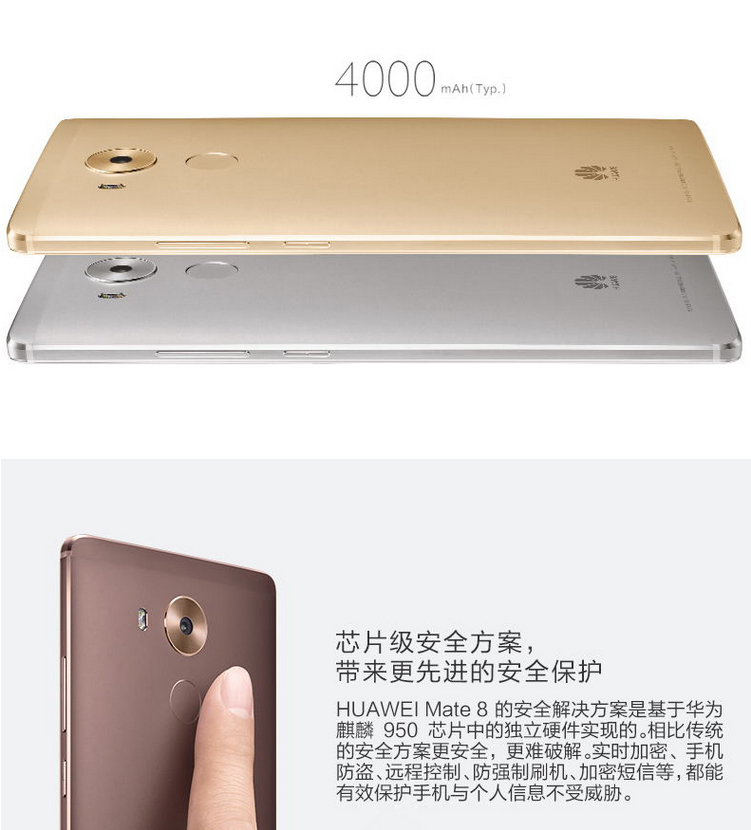 4000 mAh(Typ.)
芯片级安全方案，
带来更先进的安全保护
HUAWEI Mate 8 的安全解决方案是基于华为
麒麟 950 芯片中的独立硬件实现的。相比传统
的安全方案更安全，更难破解。实时加密、手机
防盗、远程控制、防强制刷机、加密短信等，都能
有效保护手机与个人信息不受威胁。